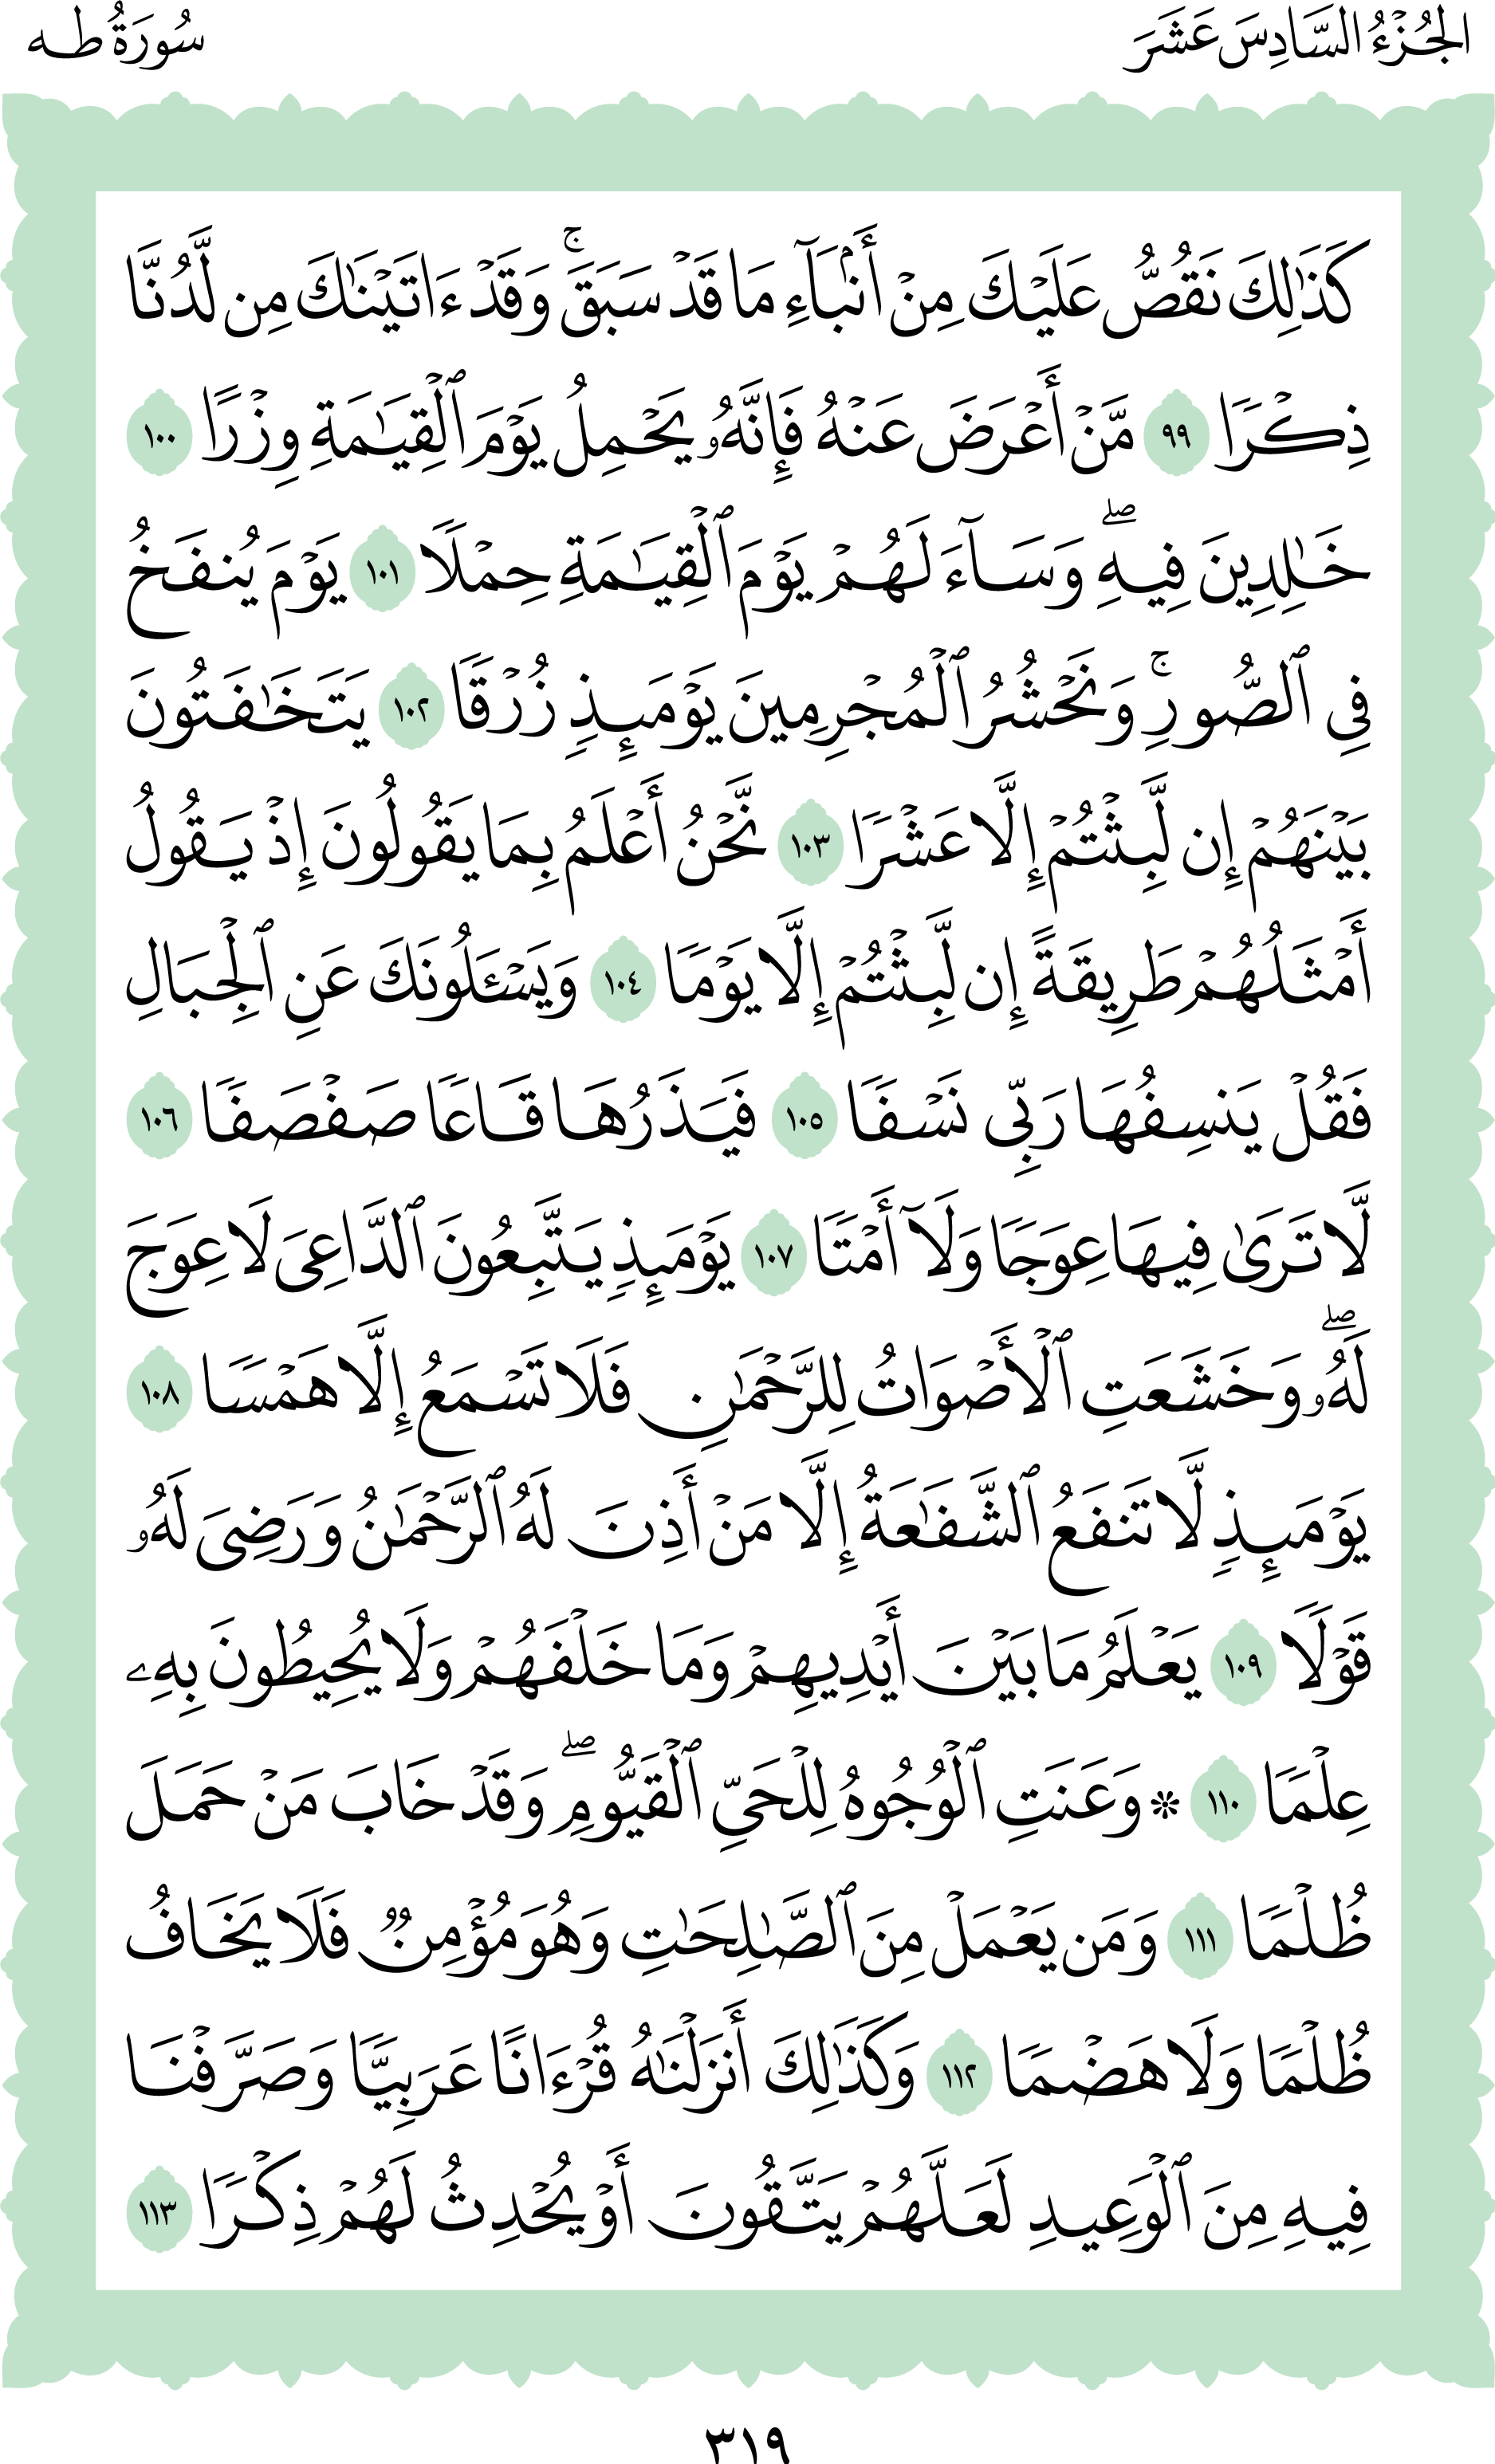 الجُزْءُ السَّادِسَ عَشَرَ
سُورَةُ طه
كَذَٰلِكَ نَقُصُّ عَلَيْكَ مِنْ أَنۢبَآءِ مَا قَدْ سَبَقَۚ وَقَدْ ءَاتَيْنَٰكَ مِن لَّدُنَّا
ذِكْرًا ٩٩ مَّنْ أَعْرَضَ عَنْهُ فَإِنَّهُۥ يَحْمِلُ يَوْمَ ٱلْقِيَٰمَةِ وِزْرًا ١٠٠
خَٰلِدِينَ فِيهِۖ وَسَآءَ لَهُمْ يَوْمَ ٱلْقِيَٰمَةِ حِمْلًا ١٠١ يَوْمَ يُنفَخُ
فِي ٱلصُّورِۚ وَنَحْشُرُ ٱلْمُجْرِمِينَ يَوْمَئِذٍ زُرْقًا ١٠٢ يَتَخَٰفَتُونَ
بَيْنَهُمْ إِن لَّبِثْتُمْ إِلَّا عَشْرًا ١٠٣ نَّحْنُ أَعْلَمُ بِمَا يَقُولُونَ إِذْ يَقُولُ
أَمْثَلُهُمْ طَرِيقَةً إِن لَّبِثْتُمْ إِلَّا يَوْمًا ١٠٤ وَيَسْـَٔلُونَكَ عَنِ ٱلْجِبَالِ
فَقُلْ يَنسِفُهَا رَبِّي نَسْفًا ١٠٥ فَيَذَرُهَا قَاعًا صَفْصَفًا ١٠٦
لَّا تَرَىٰ فِيهَا عِوَجًا وَلَآ أَمْتًا ١٠٧ يَوْمَئِذٍ يَتَّبِعُونَ ٱلدَّاعِيَ لَا عِوَجَ
لَهُۥۖ وَخَشَعَتِ ٱلْأَصْوَاتُ لِلرَّحْمَٰنِ فَلَا تَسْمَعُ إِلَّا هَمْسًا ١٠٨
يَوْمَئِذٍ لَّا تَنفَعُ ٱلشَّفَٰعَةُ إِلَّا مَنْ أَذِنَ لَهُ ٱلرَّحْمَٰنُ وَرَضِيَ لَهُۥ
قَوْلًا ١٠٩ يَعْلَمُ مَا بَيْنَ أَيْدِيهِمْ وَمَا خَلْفَهُمْ وَلَا يُحِيطُونَ بِهِۦ
عِلْمًا ١١٠ ۞ وَعَنَتِ ٱلْوُجُوهُ لِلْحَيِّ ٱلْقَيُّومِۖ وَقَدْ خَابَ مَنْ حَمَلَ
ظُلْمًا ١١١ وَمَن يَعْمَلْ مِنَ ٱلصَّٰلِحَٰتِ وَهُوَ مُؤْمِنٌ فَلَا يَخَافُ
ظُلْمًا وَلَا هَضْمًا ١١٢ وَكَذَٰلِكَ أَنزَلْنَٰهُ قُرْءَانًا عَرَبِيًّا وَصَرَّفْنَا
فِيهِ مِنَ ٱلْوَعِيدِ لَعَلَّهُمْ يَتَّقُونَ أَوْ يُحْدِثُ لَهُمْ ذِكْرًا ١١٣
٣١٩